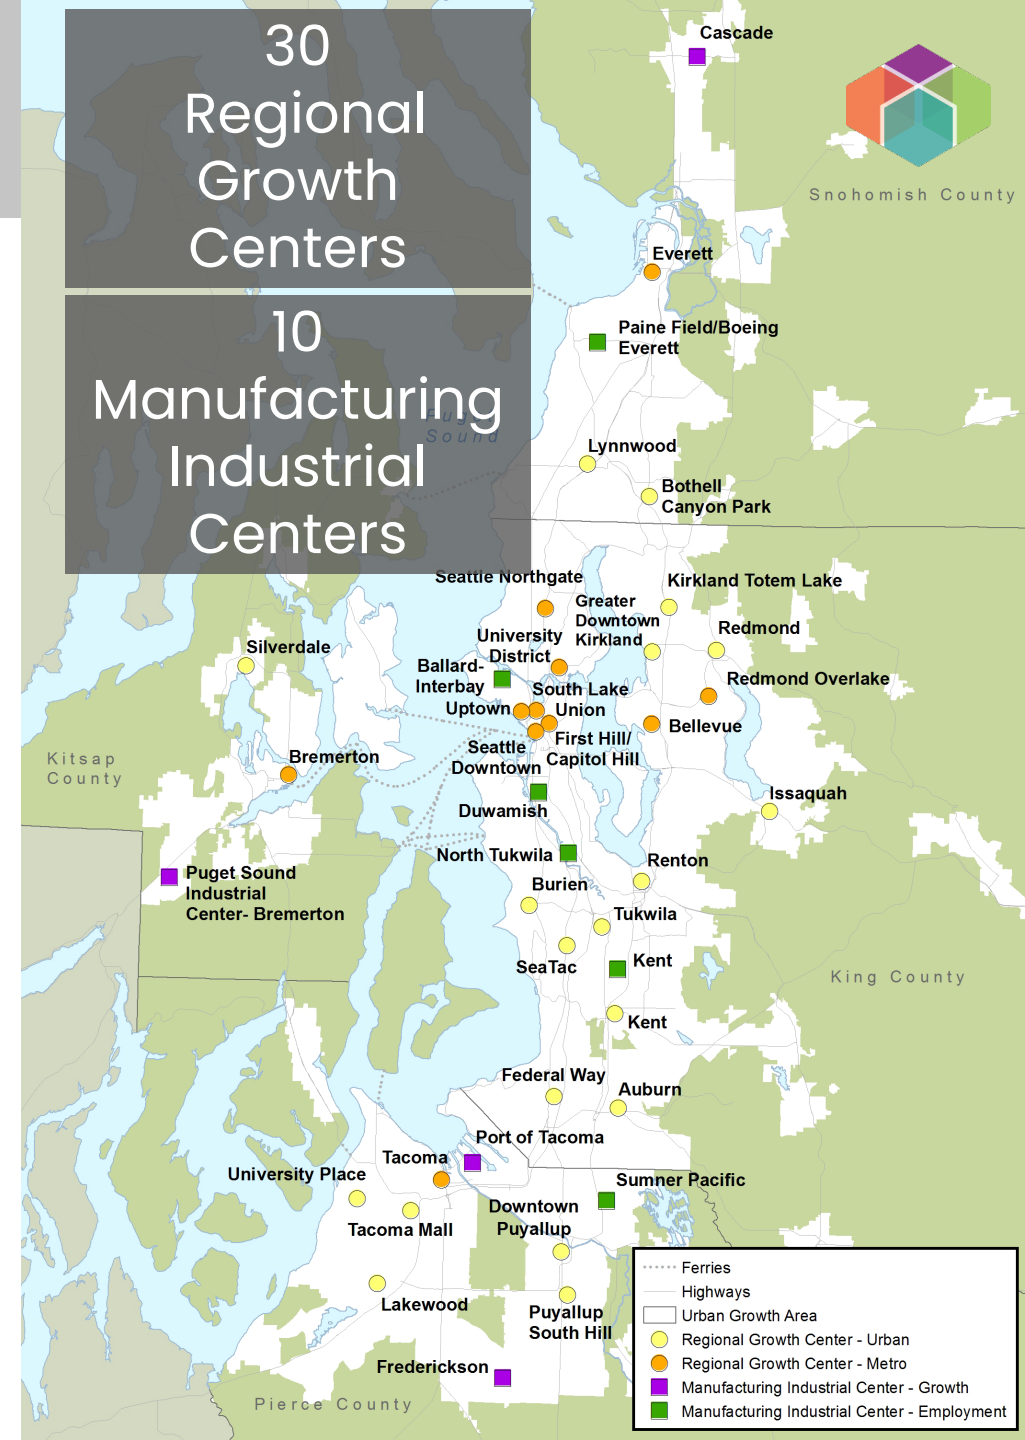 30
Regional
Growth
Centers
10
Manufacturing
Industrial
Centers
Puget
Sound
Cascade
Snohomish County
Everett
Paine Field/Boeing
Everett
Lynnwood
Bothell
Canyon Park
Seattle Northgate
Kirkland Totem Lake
Greater
Downtown
Kirkland
Redmond
University
District
Silverdale
Ballard-
Interbay
Redmond Overlake
South Lake
Union
Uptown
Bellevue
First Hill/
Capitol Hill
Seattle
Downtown
Kitsap
County
Bremerton
Issaquah
Duwamish
North Tukwila
Renton
Puget Sound
Industrial
Center- Bremerton
Burien
Tukwila
SeaTac
Kent
King County
Kent
Federal Way
Auburn
Port of Tacoma
Tacoma
University Place
Sumner Pacific
Downtown
Puyallup
Tacoma Mall
Lakewood
Puyallup
South Hill
Frederickson
Pierce County
Ferries
Highways
Urban Growth Area
Regional Growth Center - Urban
Regional Growth Center - Metro
Manufacturing Industrial Center - Growth
Manufacturing Industrial Center - Employment